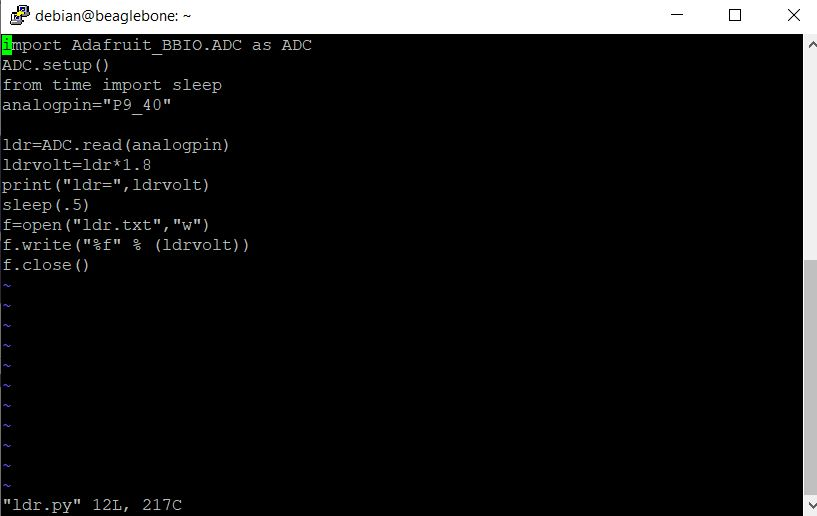 debian@beaglebone: ~
import Adafruit_BBIO.ADC as ADC
ADC.setup()
from time import sleep
analogpin="P9_40"
ldr=ADC.read(analogpin)
ldrvolt=ldr*1.8
print("ldr=",ldrvolt)
sleep(.5)
f=open("ldr.txt","w")
f.write("%f" % (ldrvolt))
f.close()
~
~
~
~
~
~
~
~
~
~
~
"ldr.py" 12L, 217C